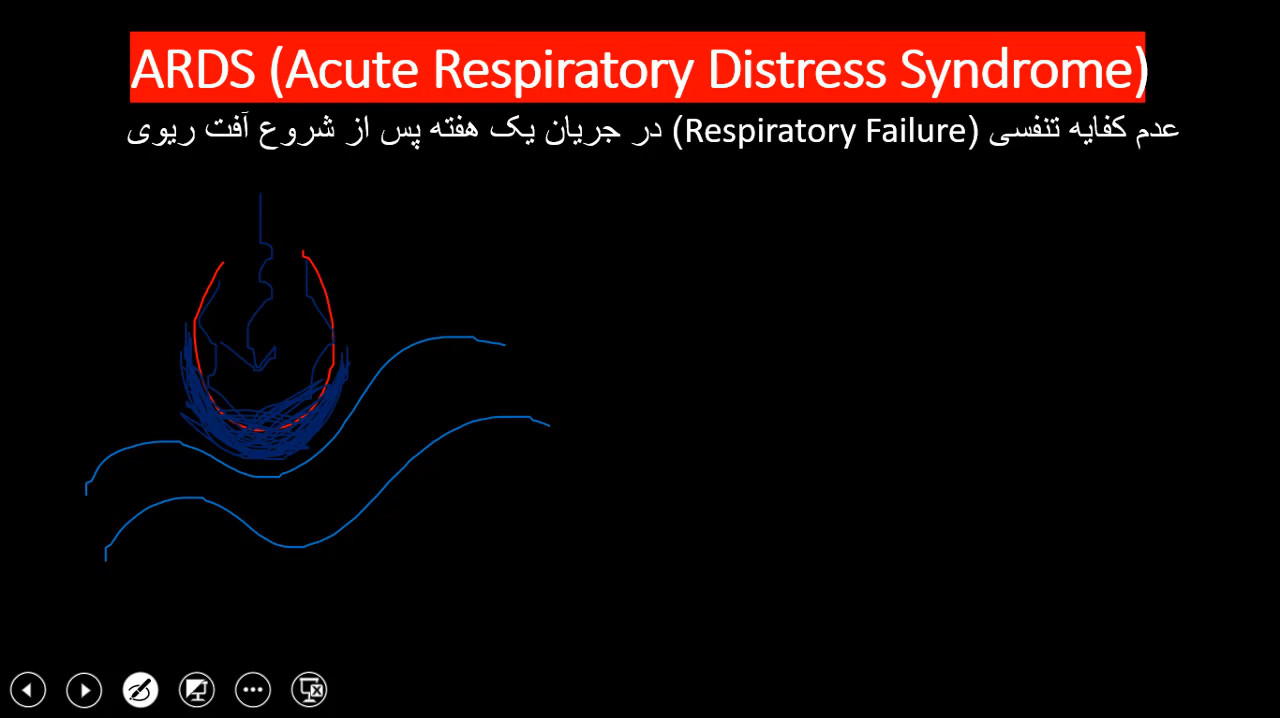 ARDS (Acute Respiratory Distress Syndrome)
عدم کفایه تنفسی (Respiratory Failure) در جریان یک هفته پس از شروع آفت ریوی